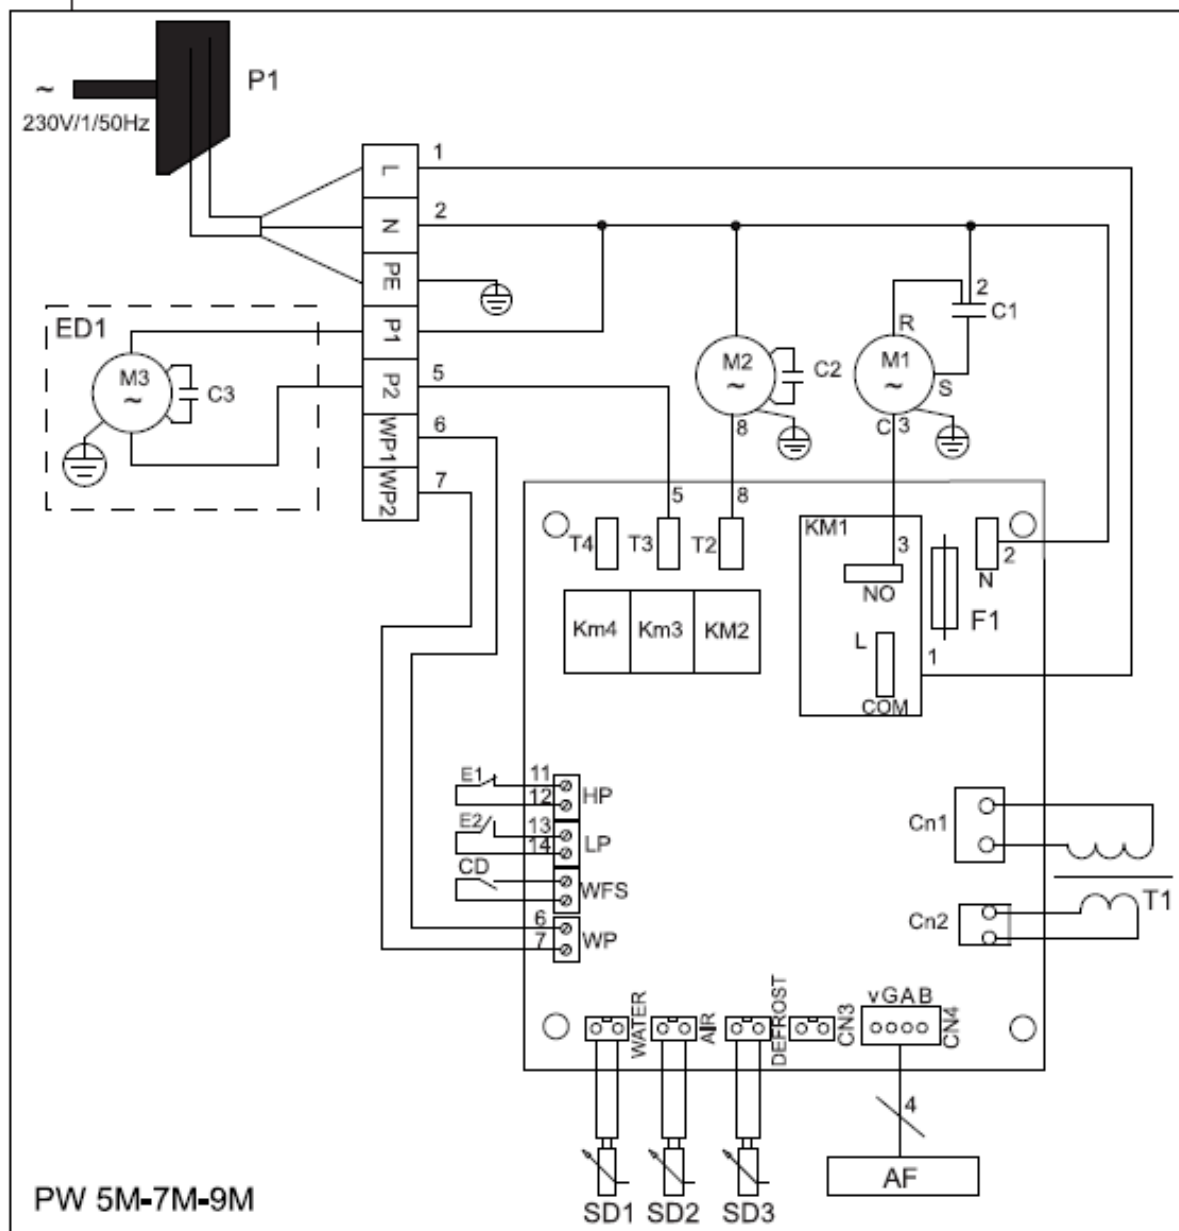 P1
~
230V/1/50Hz
L
1
N
2
PE
P1
P2
5
WP1
6
WP2
7
ED1
M3
~
C3
2
C1
R
M1
~
S
C 3
M2
~
C2
8
5
8
T4
T3
T2
KM1
3
NO
N
2
F1
Km4
Km3
KM2
L
1
COM
E1
11
12
HP
E2
13
14
LP
CD
WFS
6
7
WP
Cn1
Cn2
T1
WATER
AIR
DEFROST
CN3
vGAB
CN4
4
AF
SD1
SD2
SD3
PW 5M-7M-9M